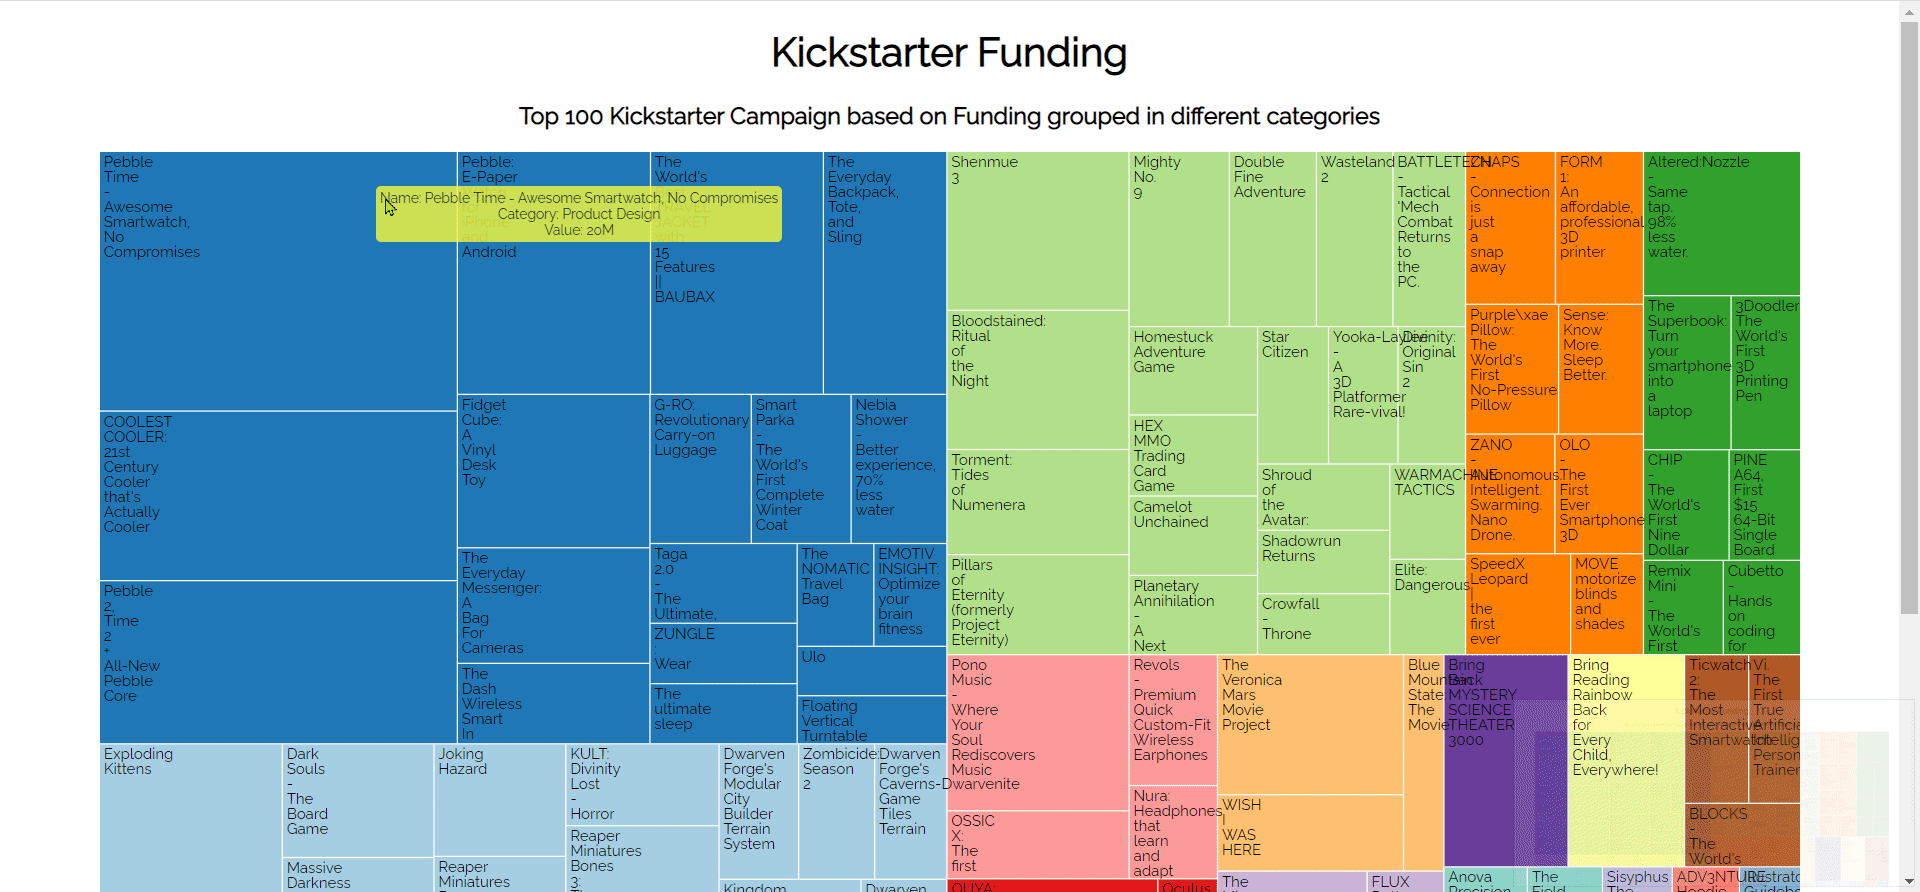 Kickstarter Funding
Top 100 Kickstarter Campaign based on Funding grouped in different categories
Pebble
Time
-
Awesome
Smartwatch,
No
Compromises
COOLEST
COOLER:
21st
Century
Cooler
that's
Actually
Cooler
Pebble
2,
Time
2
+
All-New
Pebble
Core
Pebble:
E-Paper
Android
Name: Pebble Time - Awesome Smartwatch, No Compromises
Category: Product Design
Value: 20M
The
World's
15
Features
||
BAUBAX
The
Everyday
Backpack,
Tote,
and
Sling
Fidget
Cube:
A
Vinyl
Desk
Toy
The
Everyday
Messenger:
A
Bag
For
Cameras
The
Dash
Wireless
Smart
In
G-RO:
Revolutionary
Carry-on
Luggage
Smart
Parka
-
The
World's
First
Complete
Winter
Coat
Nebia
Shower
-
Better
experience,
70%
less
water
Taga
2.0
-
The
Ultimate,
ZUNGLE
:
Wear
The
ultimate
sleep
The
NOMATIC
Travel
Bag
EMOTIV
INSIGHT:
Optimize
your
brain
fitness
Ulo
Floating
Vertical
Turntable
Shenmue
3
Bloodstained:
Ritual
of
the
Night
Torment:
Tides
of
Numenera
Pillars
of
Eternity
(formerly
Project
Eternity)
Mighty
No.
9
Double
Fine
Adventure
Wasteland
2
BATTLETECH
-
Tactical
'Mech
Combat
Returns
to
the
PC.
Homestuck
Adventure
Game
HEX
MMO
Trading
Card
Game
Camelot
Unchained
Planetary
Annihilation
-
A
Next
Star
Citizen
Yooka-Laylee
-
A
3D
Platformer
Rare-vival!
Divinity:
Original
Sin
2
Shroud
of
the
Avatar:
Shadowrun
Returns
Crowfall
-
Throne
WARMACHINE:
TACTICS
Elite:
Dangerous
ZNAPS
-
Connection
is
just
a
snap
away
FORM
1:
An
affordable,
professional
3D
printer
Purple\xae
Pillow:
The
World's
First
No-Pressure
Pillow
Sense:
Know
More.
Sleep
Better.
ZANO
-
Autonomous.
Intelligent.
Swarming.
Nano
Drone.
OLO
-
The
First
Ever
Smartphone
3D
SpeedX
Leopard
|
the
first
ever
MOVE
motorize
blinds
and
shades
Altered:Nozzle
-
Same
tap.
98%
less
water.
The
Superbook:
Turn
your
smartphone
into
a
laptop
3Doodler:
The
World's
First
3D
Printing
Pen
CHIP
-
The
World's
First
Nine
Dollar
PINE
A64,
First
$15
64-Bit
Single
Board
Remix
Mini
-
The
World's
First
Cubetto
-
Hands
on
coding
for
Exploding
Kittens
Dark
Souls
-
The
Board
Game
Massive
Darkness
Joking
Hazard
Reaper
Miniatures
KULT:
Divinity
Lost
-
Horror
Reaper
Miniatures
Bones
3:
Dwarven
Forge's
Modular
City
Builder
Terrain
System
Kingdom
Zombicide:
Season
2
Dwarven
Forge's
Caverns-Dwarvenite
Game
Tiles
Terrain
Dwarven
Pono
Music
-
Where
Your
Soul
Rediscovers
Music
OSSIC
X:
The
first
OUYA:
Oculus
Revols
-
Premium
Quick
Custom-Fit
Wireless
Earphones
Nura:
Headphones
that
learn
and
adapt
The
Veronica
Mars
Movie
Project
WISH
I
WAS
HERE
The
FLUX
Blue
Mountain
State:
The
Movie
Bring
Back
MYSTERY
SCIENCE
THEATER
3000
Bring
Reading
Rainbow
Back
for
Every
Child,
Everywhere!
Ticwatch
2:
The
Most
Interactive
Smartwatch
Vi.
The
First
True
BLOCKS
-
The
World's
Anova
Precision
The
Field
Sisyphus
The
ADV3NTURE
Hoodie